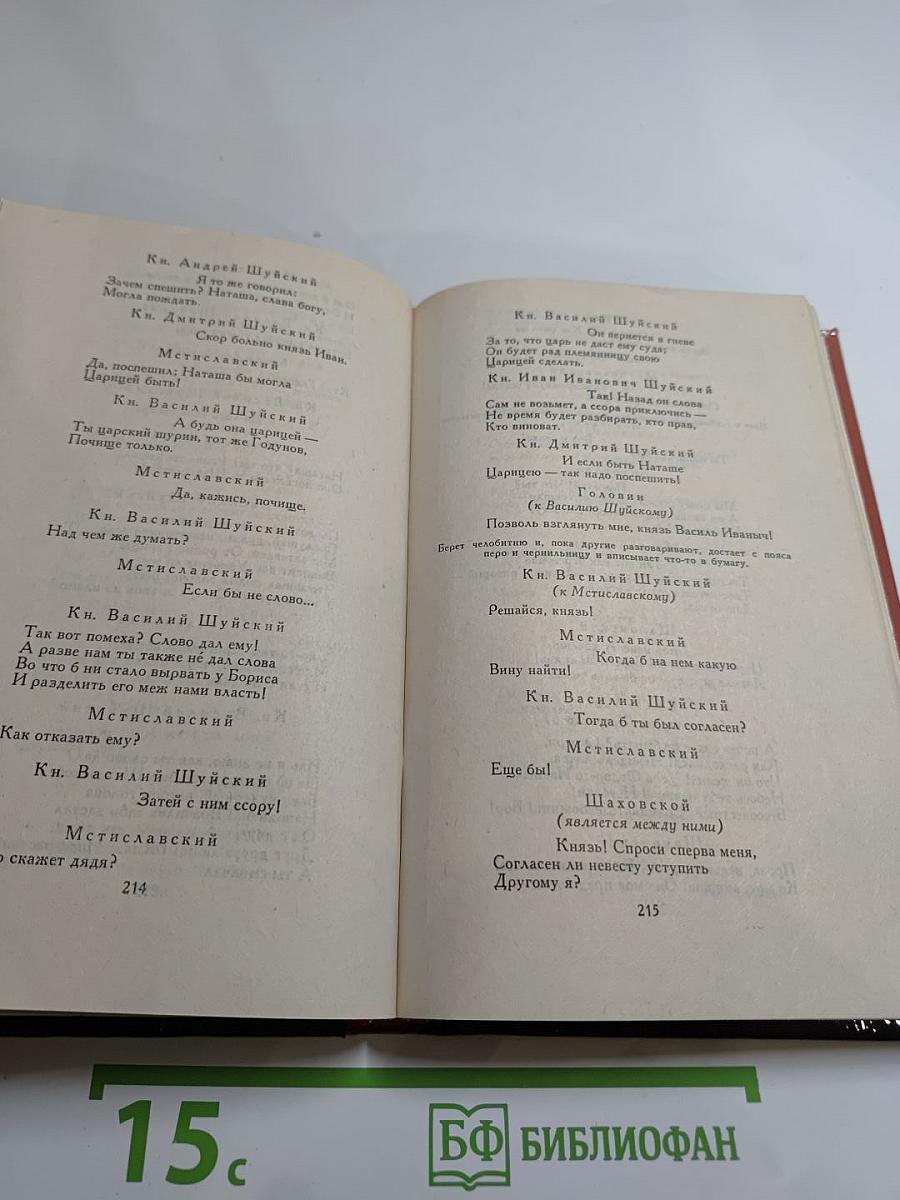 Кн. Андрей Шуйский
Я то же говорил:
Зачем спешить? Наташа, слава богу,
Могла пождать.
Кн. Дмитрий Шуйский
Скор больно князь Иван.
Мстиславский
Да, поспешил; Наташа бы могла
Царицей быть!
Кн. Василий Шуйский
А будь она царицей —
Ты царский шурин, тот же Годунов,
Почище только.
Мстиславский
Да, кажись, почище.
Кн. Василий Шуйский
Над чем же думать?
Мстиславский
Если бы не слово...
Кн. Василий Шуйский
Так вот помеха? Слово дал ему!
А разве нам ты также не дал слова
Во что б ни стало вырвать у Бориса
И разделить его меж нами власть!
Мстиславский
Как отказать ему?
Кн. Василий Шуйский
Затей с ним ссору!
Мстиславский
о скажет дядя?
214
Кн. Василий Шуйский
Он вернется в гневе
За то, что царь не даст ему суда;
Он будет рад племянницу свою
Царицей сделать.
Кн. Иван Иванович Шуйский
Так! Назад он слова
Сам не возьмет, а ссора приключись —
Не время будет разбирать, кто прав,
Кто виноват.
Кн. Дмитрий Шуйский
И если быть Наташе
Царицею — так надо поспешить!
Головин
(к Василию Шуйскому)
Позволь взглянуть мне, князь Василь Иваныч!
Берет челобитню и, пока другие разговаривают, достает с пояса
перо и чернильницу и вписывает что-то в бумагу.
Кн. Василий Шуйский
(к Мстиславскому)
Решайся, князь!
Мстиславский
Когда б на нем какую
Вину найти!
Кн. Василий Шуйский
Тогда б ты был согласен?
Мстиславский
Еще бы!
Шаховской
(является между ними)
Князь! Спроси сперва меня,
Согласен ли невесту уступить
Другому я?
215
15 с
БФ БИБЛИОФАН